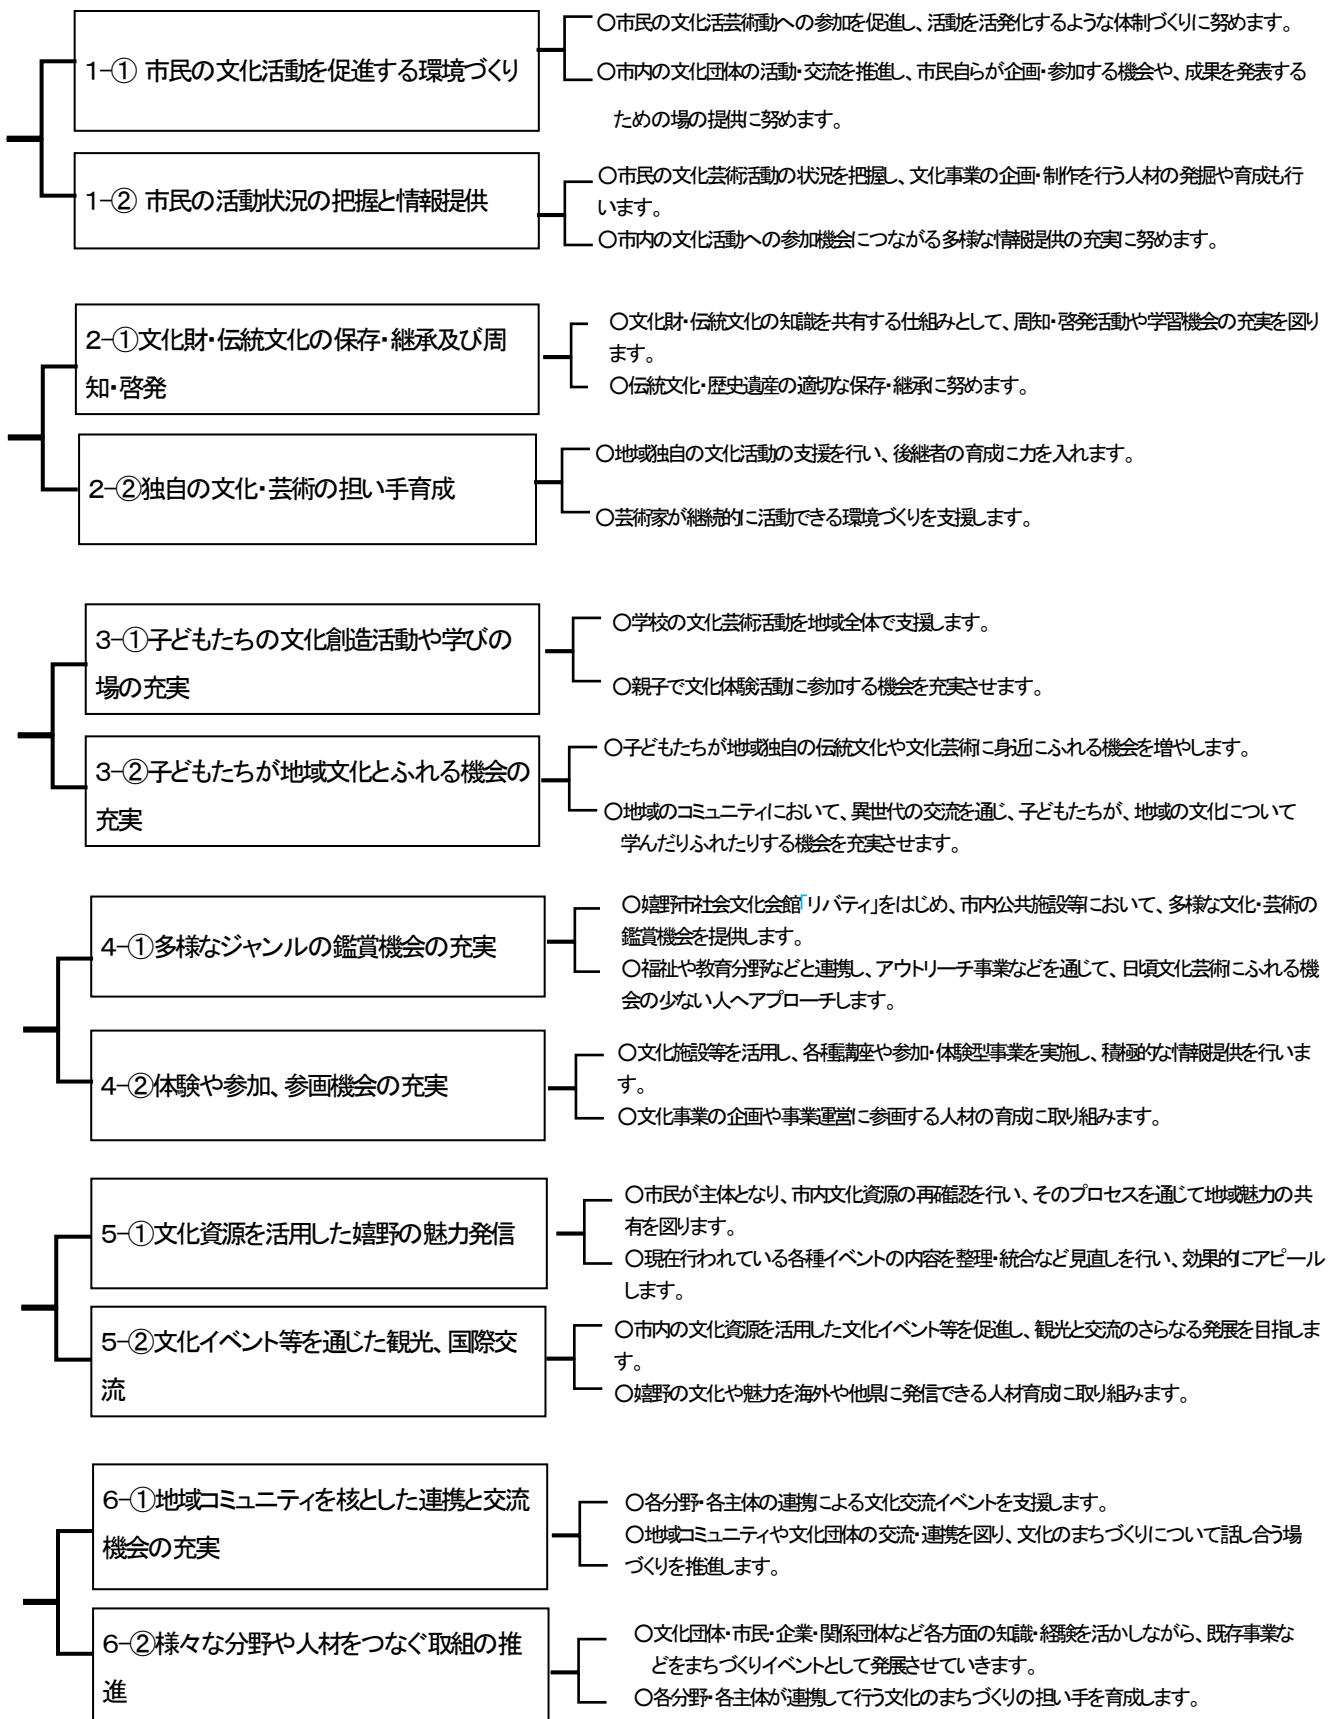 1-① 市民の文化活動を促進する環境づくり
〇市民の文化活芸術動への参加を促進し、活動を活発化するような体制づくりに努めます。
〇市内の文化団体の活動・交流を推進し、市民自らが企画・参加する機会や、成果を発表する
ための場の提供に努めます。
1-② 市民の活動状況の把握と情報提供
〇市民の文化芸術活動の状況を把握し、文化事業の企画・制作を行う人材の発掘や育成も行
います。
〇市内の文化活動への参加機会につながる多様な情報提供の充実に努めます。
2-①文化財・伝統文化の保存・継承及び周
知・啓発
〇文化財・伝統文化の知識を共有する仕組みとして、周知・啓発活動や学習機会の充実を図り
ます。
〇伝統文化・歴史遺産の適切な保存・継承に努めます。
2-②独自の文化・芸術の担い手育成
〇地域独自の文化活動の支援を行い、後継者の育成に力を入れます。
〇芸術家が継続的に活動できる環境づくりを支援します。
3-①子どもたちの文化創造活動や学びの
場の充実
〇学校の文化芸術活動を地域全体で支援します。
〇親子で文化体験活動に参加する機会を充実させます。
3-②子どもたちが地域文化とふれる機会の
充実
〇子どもたちが地域独自の伝統文化や文化芸術に身近にふれる機会を増やします。
〇地域のコミュニティにおいて、異世代の交流を通じ、子どもたちが、地域の文化について
学んだりふれたりする機会を充実させます。
4-①多様なジャンルの鑑賞機会の充実
〇嬉野市社会文化会館「リバティ」をはじめ、市内公共施設等において、多様な文化・芸術の
鑑賞機会を提供します。
〇福祉や教育分野などと連携し、アウトリーチ事業などを通じて、日頃文化芸術にふれる機
会の少ない人へアプローチします。
4-②体験や参加、参画機会の充実
〇文化施設等を活用し、各種講座や参加・体験型事業を実施し、積極的な情報提供を行いま
す。
〇文化事業の企画や事業運営に参画する人材の育成に取り組みます。
5-①文化資源を活用した嬉野の魅力発信
〇市民が主体となり、市内文化資源の再確認を行い、そのプロセスを通じて地域魅力の共
有を図ります。
〇現在行われている各種イベントの内容を整理・統合など見直しを行い、効果的にアピール
します。
5-②文化イベント等を通じた観光、国際交
流
〇市内の文化資源を活用した文化イベント等を促進し、観光と交流のさらなる発展を目指しま
す。
〇嬉野の文化や魅力を海外や他県に発信できる人材育成に取り組みます。
6-①地域コミュニティを核とした連携と交流
機会の充実
〇各分野・各主体の連携による文化交流イベントを支援します。
〇地域コミュニティや文化団体の交流・連携を図り、文化のまちづくりについて話し合う場
づくりを推進します。
6-②様々な分野や人材をつなぐ取組の推
進
〇文化団体・市民・企業・関係団体など各方面の知識・経験を活かしながら、既存事業な
どをまちづくりイベントとして発展させていきます。
〇各分野・各主体が連携して行う文化のまちづくりの担い手を育成します。